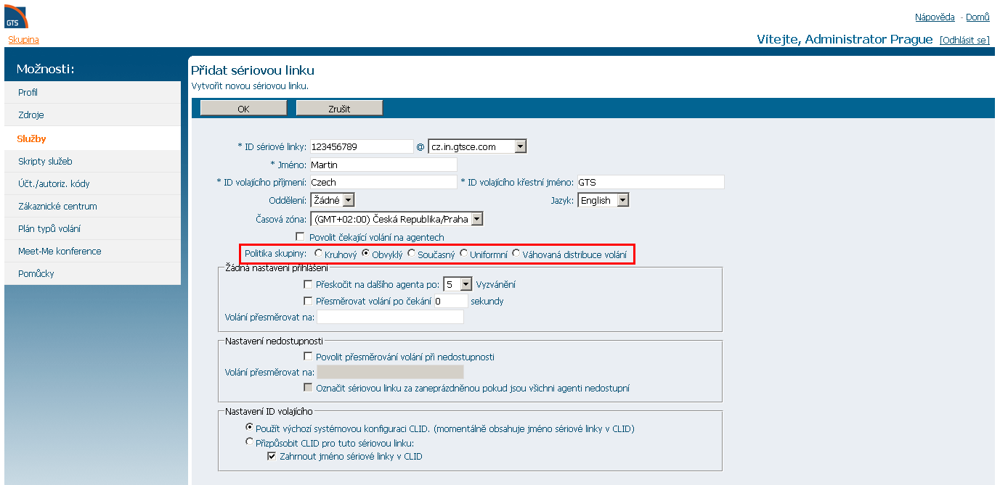 GTS
Nápověda - Domů
Skupina
Vítejte, Administrator Prague [Odhlásit se]
Možnosti:
Profil
Zdroje
Služby
Skripty služeb
Účt./autoriz. kódy
Zákaznické centrum
Plán typů volání
Meet-Me konference
Pomůcky
Přidat sériovou linku
Vytvořit novou sériovou linku.
OK Zrušit
* ID sériové linky: 123456789 @ cz.in.gtsce.com
* Jméno: Martin
* ID volajícího příjmení: Czech * ID volajícího křestní jméno: GTS
Oddělení: Žádné Jazyk: English
Časová zóna: (GMT+02:00) Česká Republika/Praha
Povolit čekající volání na agentech
Politika skupiny: Kruhový Obvyklý Současný Uniformní Váhovaná distribuce volání
Žádná nastavení přihlášení
Přeskočit na dalšího agenta po: 5 Vyzvánění
Přesměrovat volání po čekání 0 sekundy
Volání přesměrovat na:
Nastavení nedostupnosti
Povolit přesměrování volání při nedostupnosti
Volání přesměrovat na:
Označit sériovou linku za zaneprázdněnou pokud jsou všichni agenti nedostupní
Nastavení ID volajícího
Použít výchozí systémovou konfiguraci CLID. (momentálně obsahuje jméno sériové linky v CLID)
Přizpůsobit CLID pro tuto sériovou linku:
Zahrnout jméno sériové linky v CLID